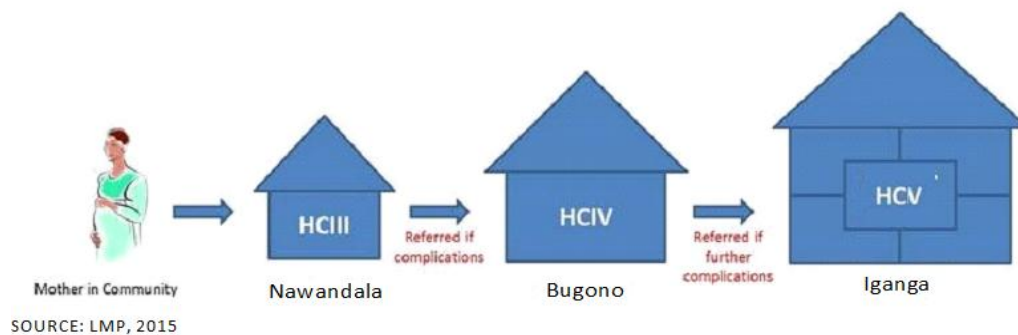 HCIII
HCIV
HCV
Referred if
complications
Referred if
further
complications
Mother in Community
Nawandala
Bugono
Iganga
SOURCE: LMP, 2015